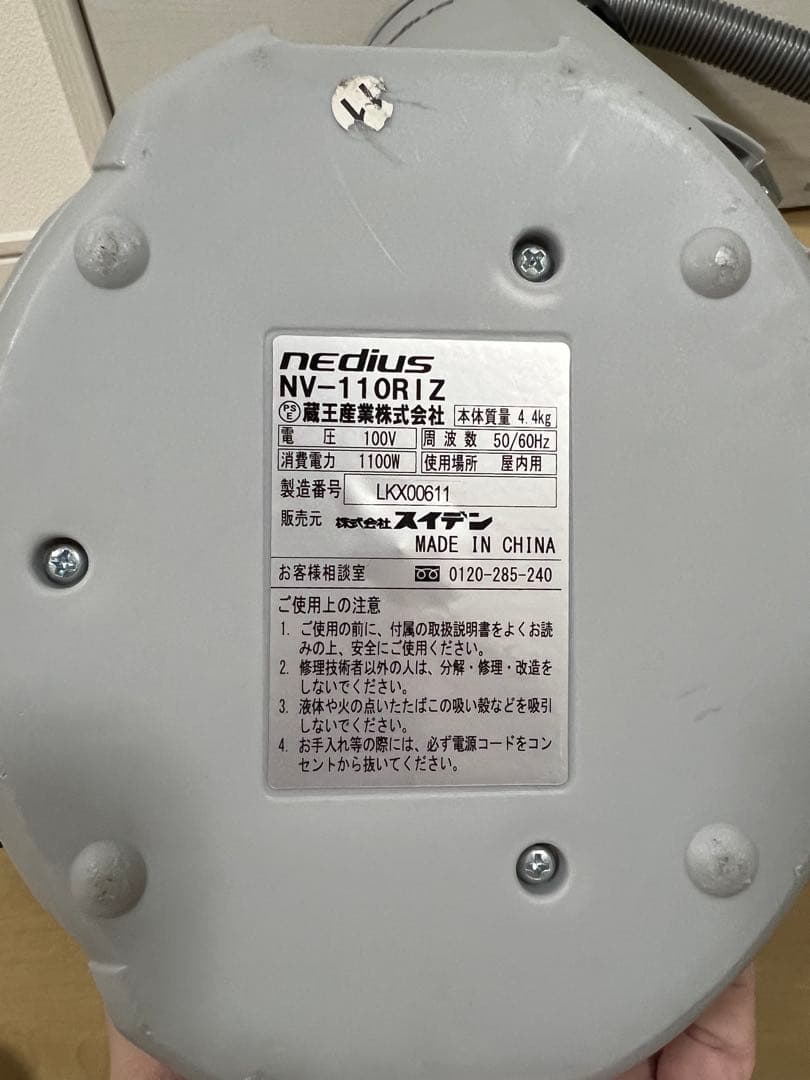 nedius
NV-110RIZ
PSE 蔵王産業株式会社 本体質量 4.4kg
電圧 100V 周波数 50/60Hz
消費電力 1100W 使用場所 屋内用
製造番号 LKX00611
販売元 株式会社スイデン
MADE IN CHINA
お客様相談室 0120-285-240
ご使用上の注意
1. ご使用の前に、付属の取扱説明書をよくお読
みの上、安全にご使用ください。
2. 修理技術者以外の人は、分解・修理・改造を
しないでください。
3. 液体や火の点いたたばこの吸い殻などを吸引
しないでください。
4. お手入れ等の際には、必ず電源コードをコン
セントから抜いてください。